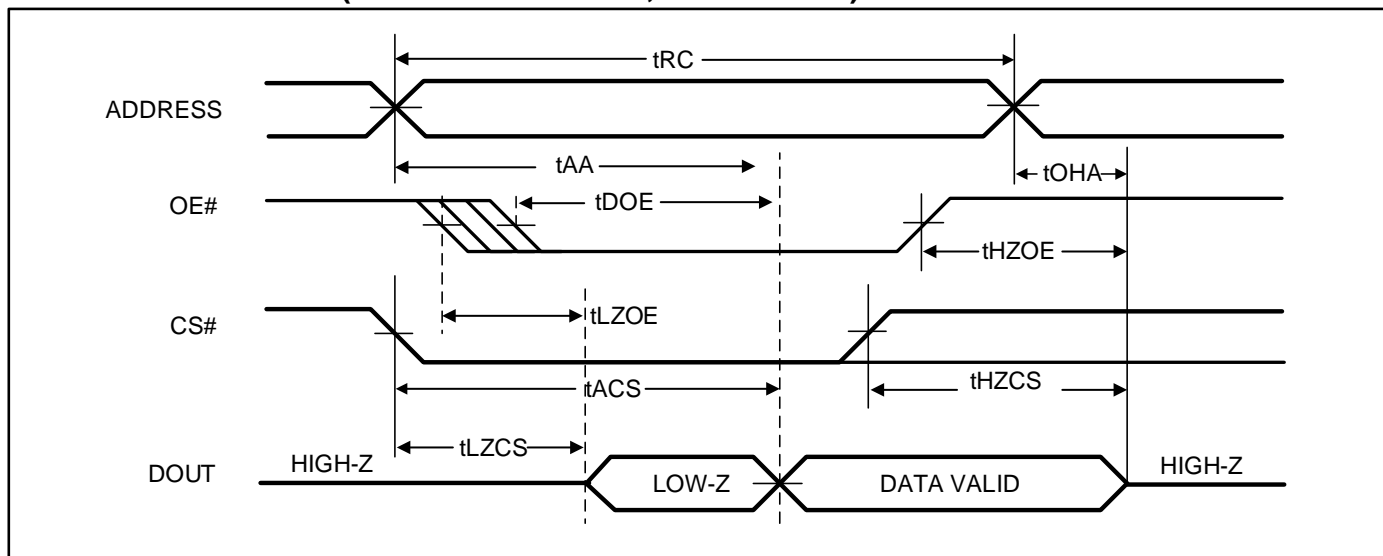 tRC
ADDRESS
tAA
tOHA
OE#
tDOE
tHZOE
CS#
tLZOE
tACS
tHZCS
tLZCS
DOUT
HIGH-Z
LOW-Z
DATA VALID
HIGH-Z